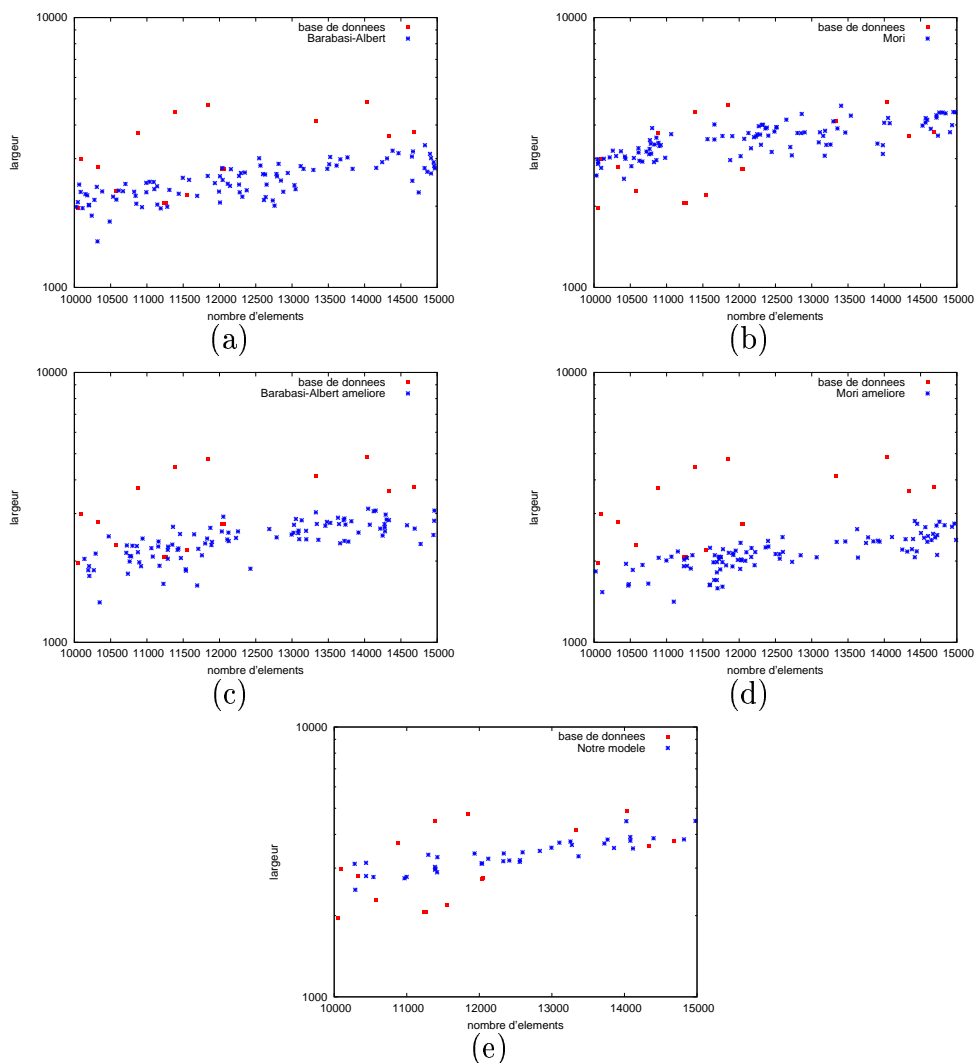 10000
base de donnees
Barabasi-Albert
largeur
1000
10000 10500 11000 11500 12000 12500 13000 13500 14000 14500 15000
nombre d'elements
(a)
10000
base de donnees
Mori
largeur
1000
10000 10500 11000 11500 12000 12500 13000 13500 14000 14500 15000
nombre d'elements
(b)
10000
base de donnees
Barabasi-Albert ameliore
largeur
1000
10000 10500 11000 11500 12000 12500 13000 13500 14000 14500 15000
nombre d'elements
(c)
10000
base de donnees
Mori ameliore
largeur
1000
10000 10500 11000 11500 12000 12500 13000 13500 14000 14500 15000
nombre d'elements
(d)
10000
base de donnees
Notre modele
largeur
1000
10000 11000 12000 13000 14000 15000
nombre d'elements
(e)